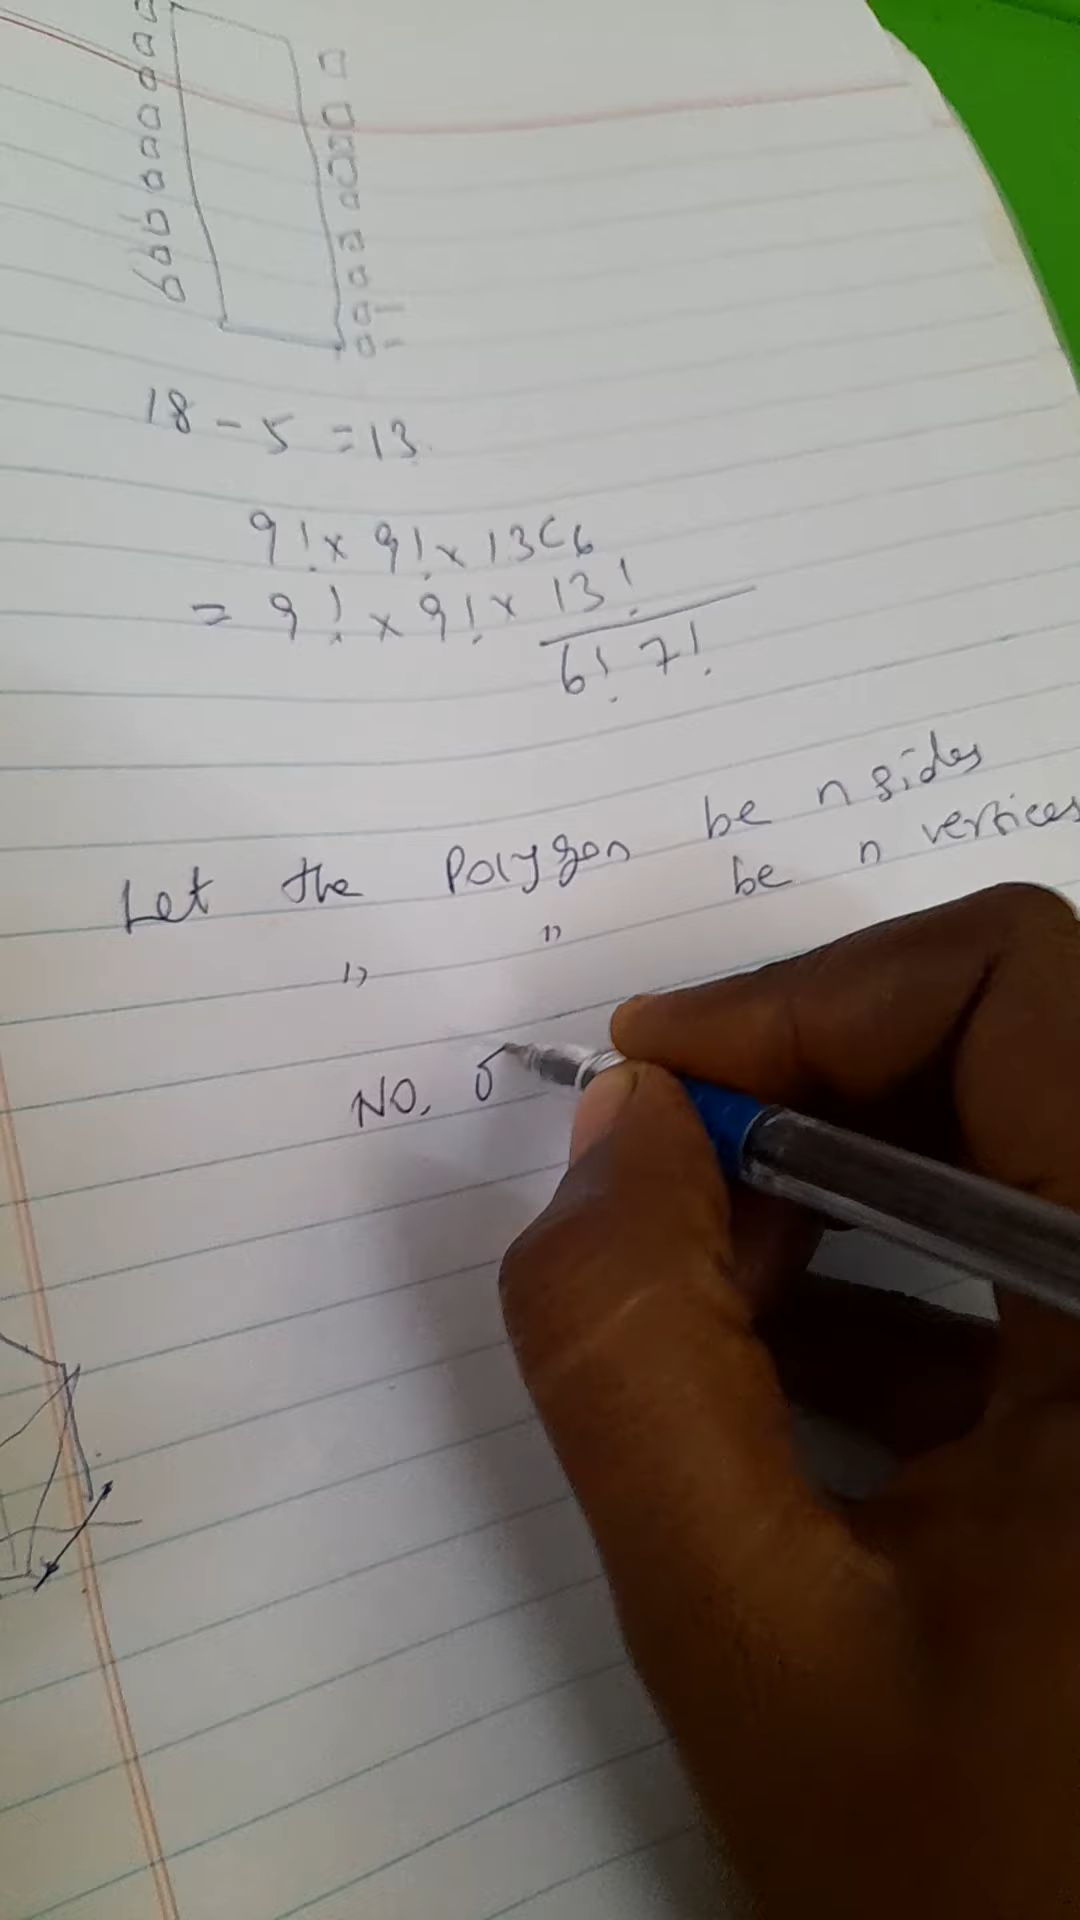 18 - 5 = 13.
9! x 9! x 13C6
= 9! x 9! x 13!
6! 7!
Let the Polygon be n sides
" " be n vertices
NO. o